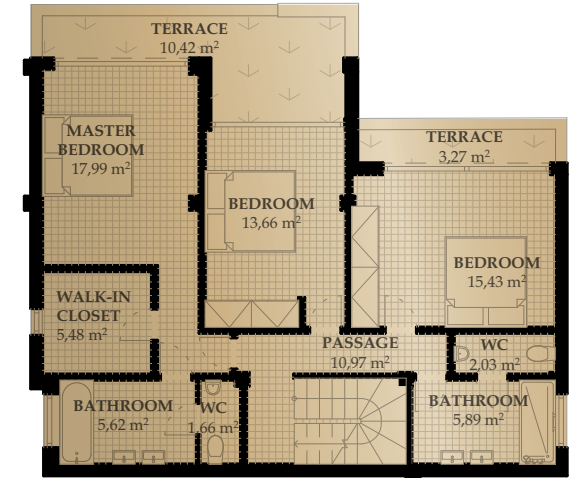 TERRACE
10,42 m²
MASTER
BEDROOM
17,99 m²
TERRACE
3,27 m²
BEDROOM
13,66 m²
BEDROOM
15,43 m²
WALK-IN
CLOSET
5,48 m²
PASSAGE
10,97 m²
WC
2,03 m²
BATHROOM
5,62 m²
WC
1,66 m²
BATHROOM
5,89 m²